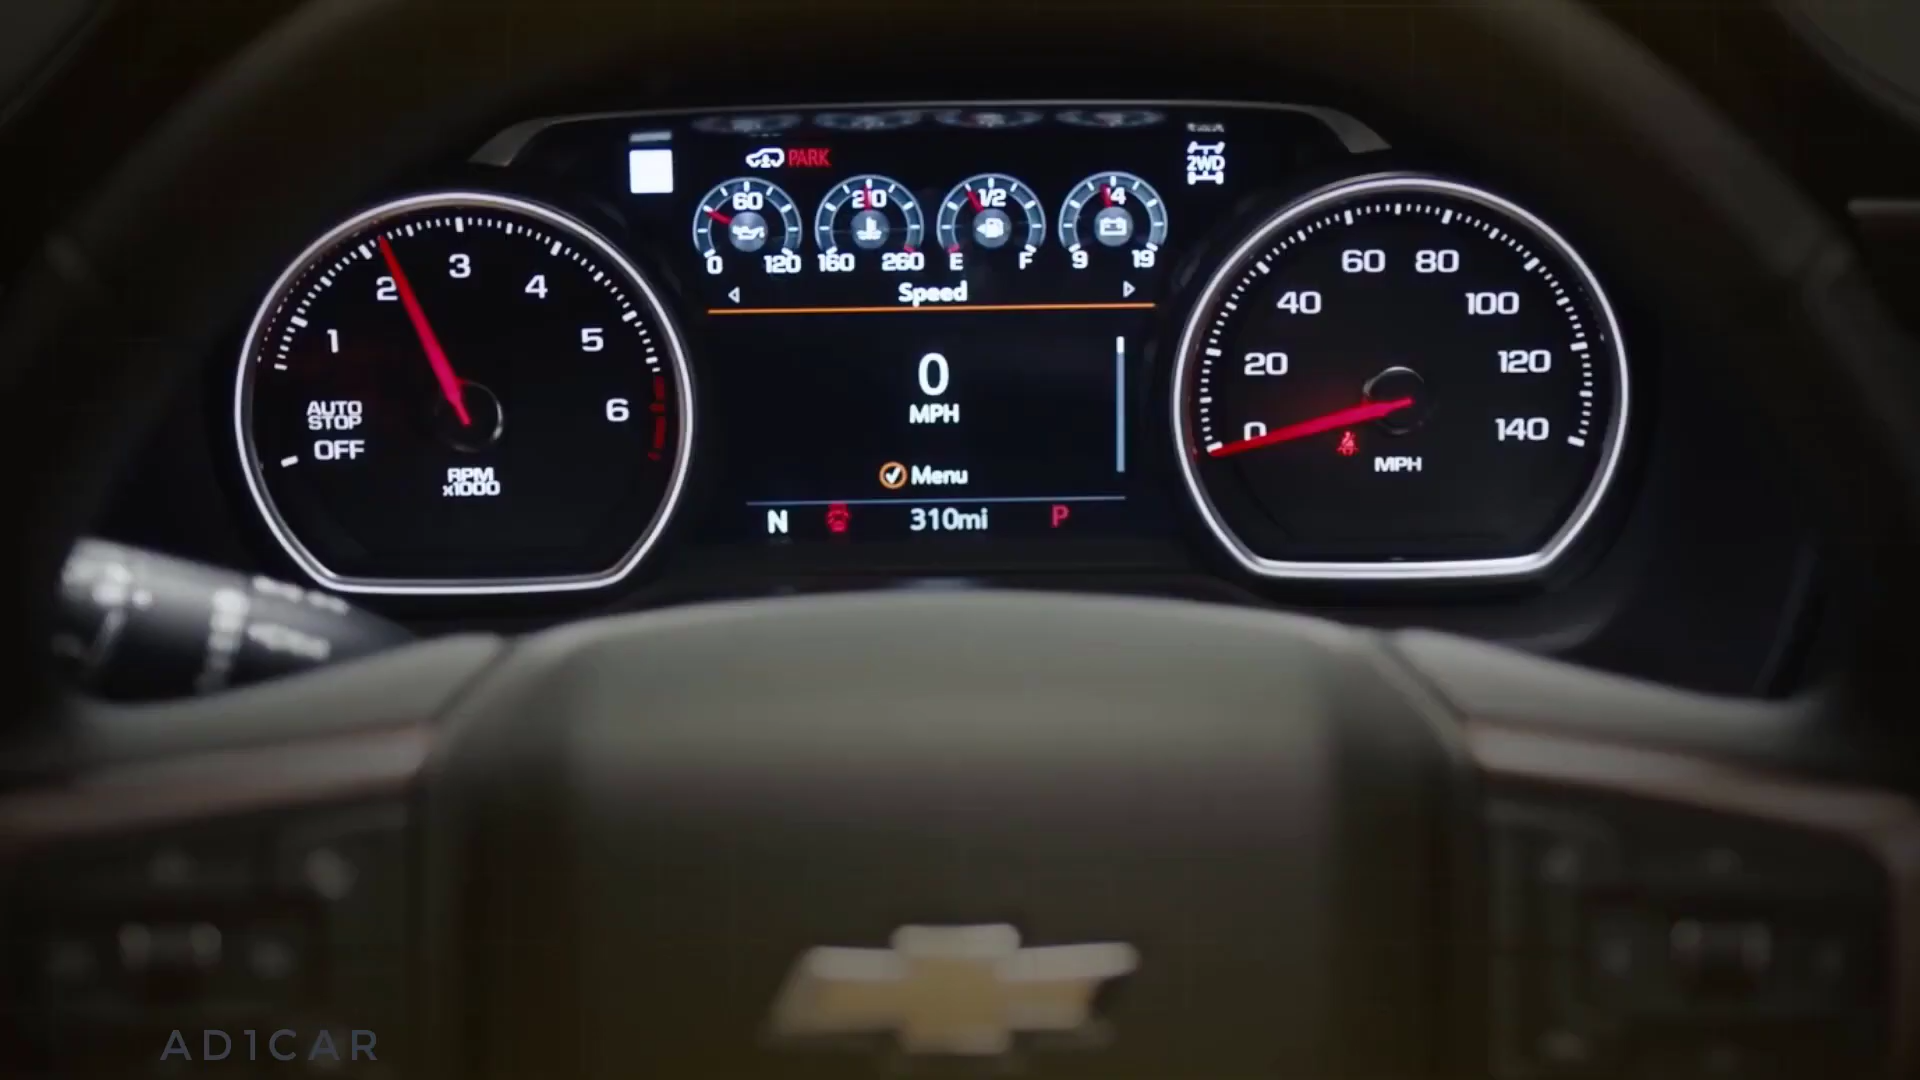 PARK
2WD
60
0 120
210
160 260
1/2
E F
14
9 19
Speed
0
MPH
Menu
N 310mi P
1 2 3 4 5 6
AUTO
STOP
OFF
RPM
x1000
0 20 40 60 80 100 120 140
MPH
AD1CAR